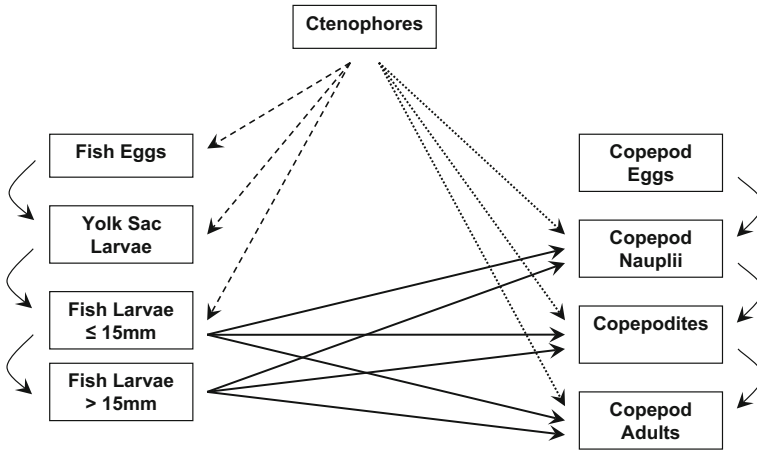 Ctenophores
Fish Eggs
Yolk Sac
Larvae
Fish Larvae
≤ 15mm
Fish Larvae
> 15mm
Copepod
Eggs
Copepod
Nauplii
Copepodites
Copepod
Adults